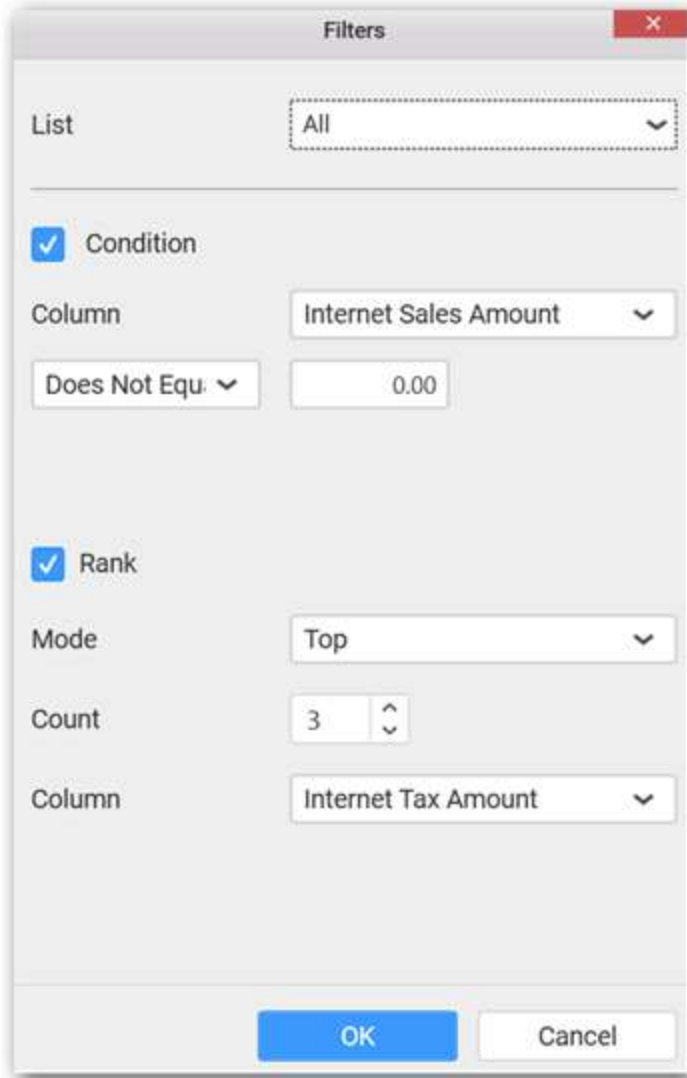 Filters
List
All
Condition
Column
Internet Sales Amount
Does Not Equ
0.00
Rank
Mode
Top
Count
3
Column
Internet Tax Amount
OK
Cancel